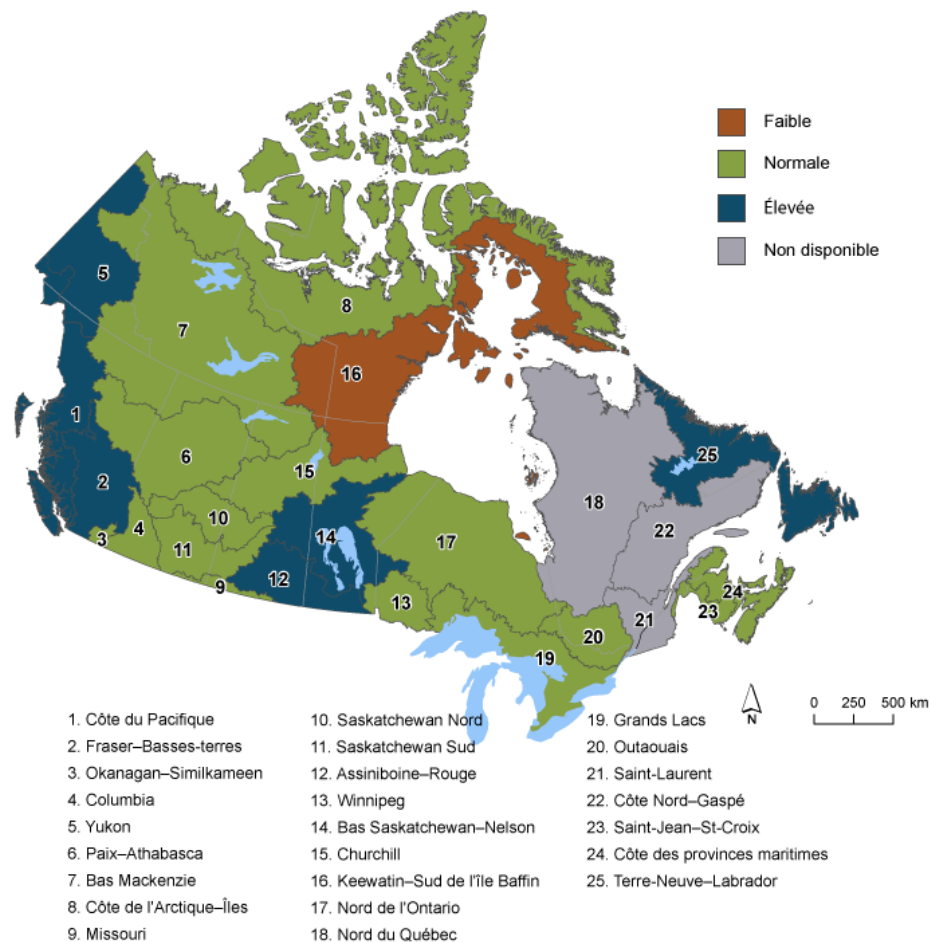 Faible
Normale
Élevée
Non disponible
5
8
7
16
1
25
6
15
2
18
10
14
22
4
17
3
11
12
9
24
13
23
21
20
19
N
0 250 500 km
1. Côte du Pacifique
2. Fraser–Basses-terres
3. Okanagan–Similkameen
4. Columbia
5. Yukon
6. Paix–Athabasca
7. Bas Mackenzie
8. Côte de l'Arctique–Îles
9. Missouri
10. Saskatchewan Nord
11. Saskatchewan Sud
12. Assiniboine–Rouge
13. Winnipeg
14. Bas Saskatchewan–Nelson
15. Churchill
16. Keewatin–Sud de l'île Baffin
17. Nord de l'Ontario
18. Nord du Québec
19. Grands Lacs
20. Outaouais
21. Saint-Laurent
22. Côte Nord–Gaspé
23. Saint-Jean–St-Croix
24. Côte des provinces maritimes
25. Terre-Neuve–Labrador